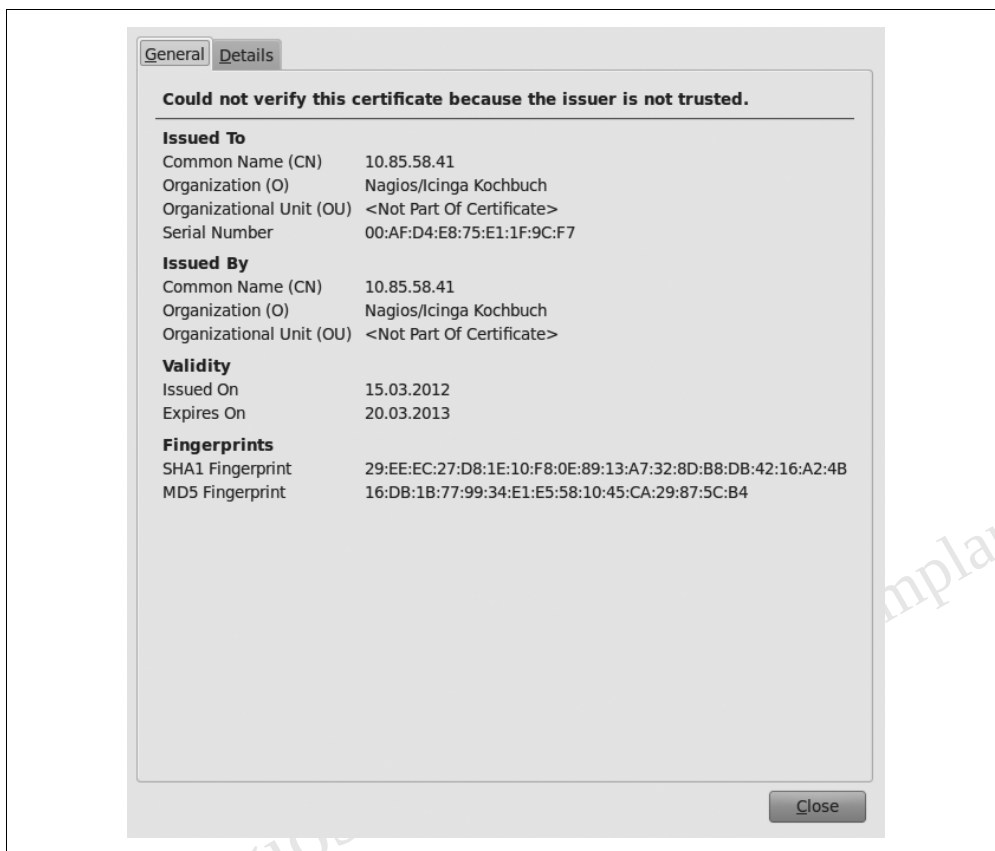 General Details
Could not verify this certificate because the issuer is not trusted.
Issued To
Common Name (CN) 10.85.58.41
Organization (O) Nagios/Icinga Kochbuch
Organizational Unit (OU) <Not Part Of Certificate>
Serial Number 00:AF:D4:E8:75:E1:1F:9C:F7
Issued By
Common Name (CN) 10.85.58.41
Organization (O) Nagios/Icinga Kochbuch
Organizational Unit (OU) <Not Part Of Certificate>
Validity
Issued On 15.03.2012
Expires On 20.03.2013
Fingerprints
SHA1 Fingerprint 29:EE:EC:27:D8:1E:10:F8:0E:89:13:A7:32:8D:B8:DB:42:16:A2:4B
MD5 Fingerprint 16:DB:1B:77:99:34:E1:E5:58:10:45:CA:29:87:5C:B4
Close